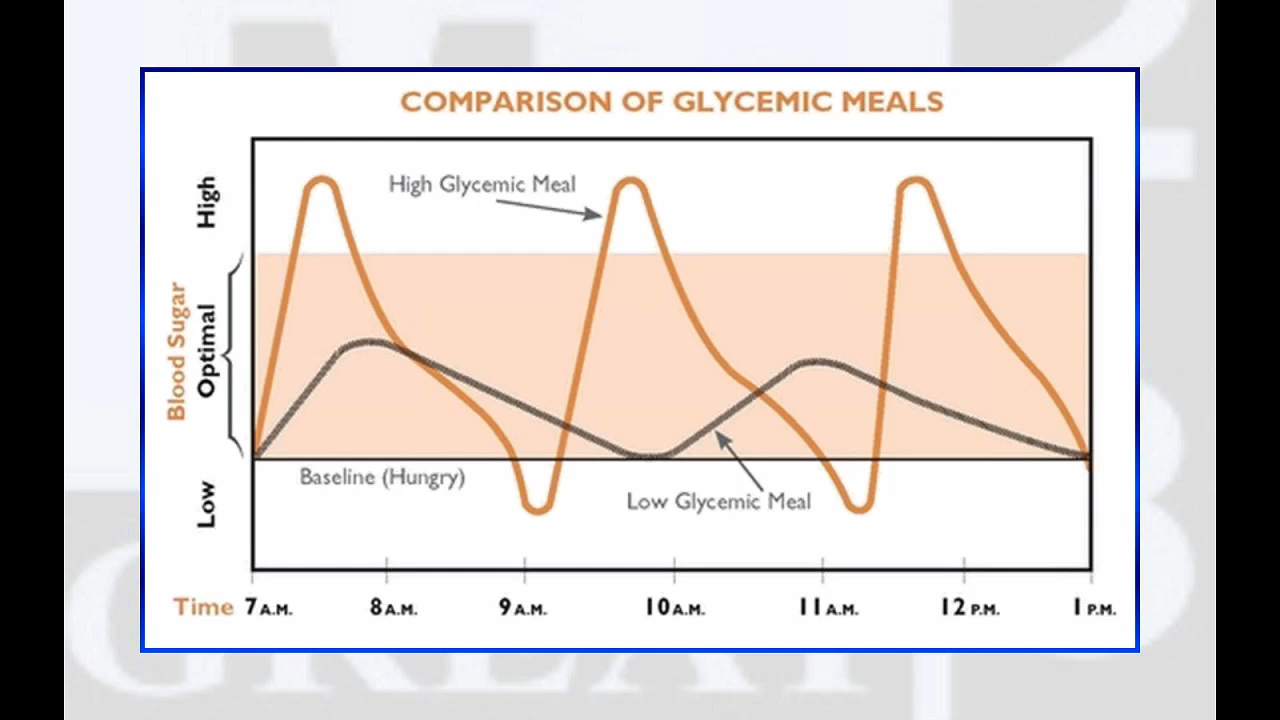 COMPARISON OF GLYCEMIC MEALS
High
High Glycemic Meal
Blood Sugar
Optimal
Baseline (Hungry)
Low
Low Glycemic Meal
Time 7 A.M. 8 A.M. 9 A.M. 10 A.M. 11 A.M. 12 P.M. 1 P.M.